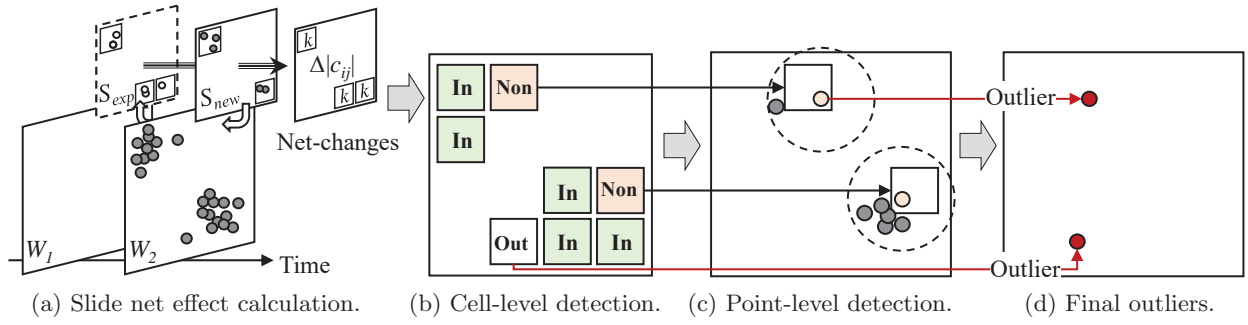 S_exp
S_new
k
Δ|c_ij|
k k
Net-changes
W_1
W_2
Time
In
Non
In
In
Non
Out
In
In
Outlier
Outlier
(a) Slide net effect calculation.
(b) Cell-level detection.
(c) Point-level detection.
(d) Final outliers.